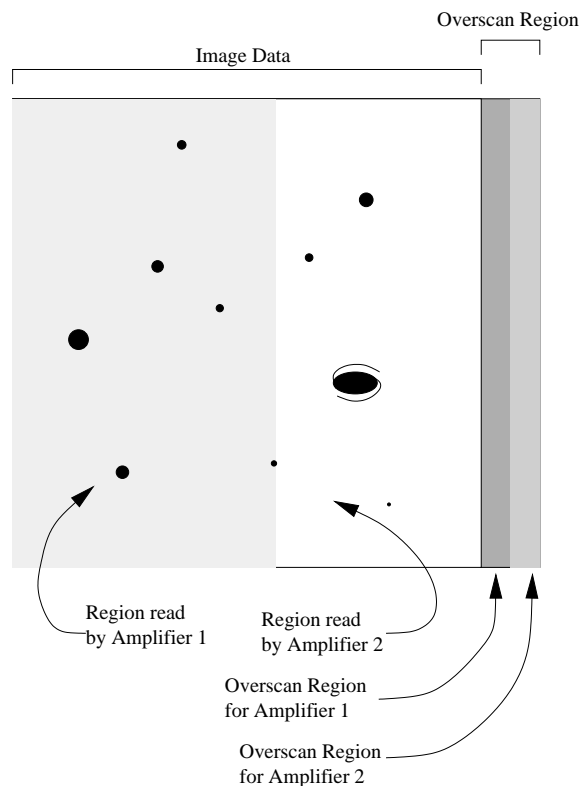 Overscan Region
Image Data
Region read
by Amplifier 1
Region read
by Amplifier 2
Overscan Region
for Amplifier 1
Overscan Region
for Amplifier 2